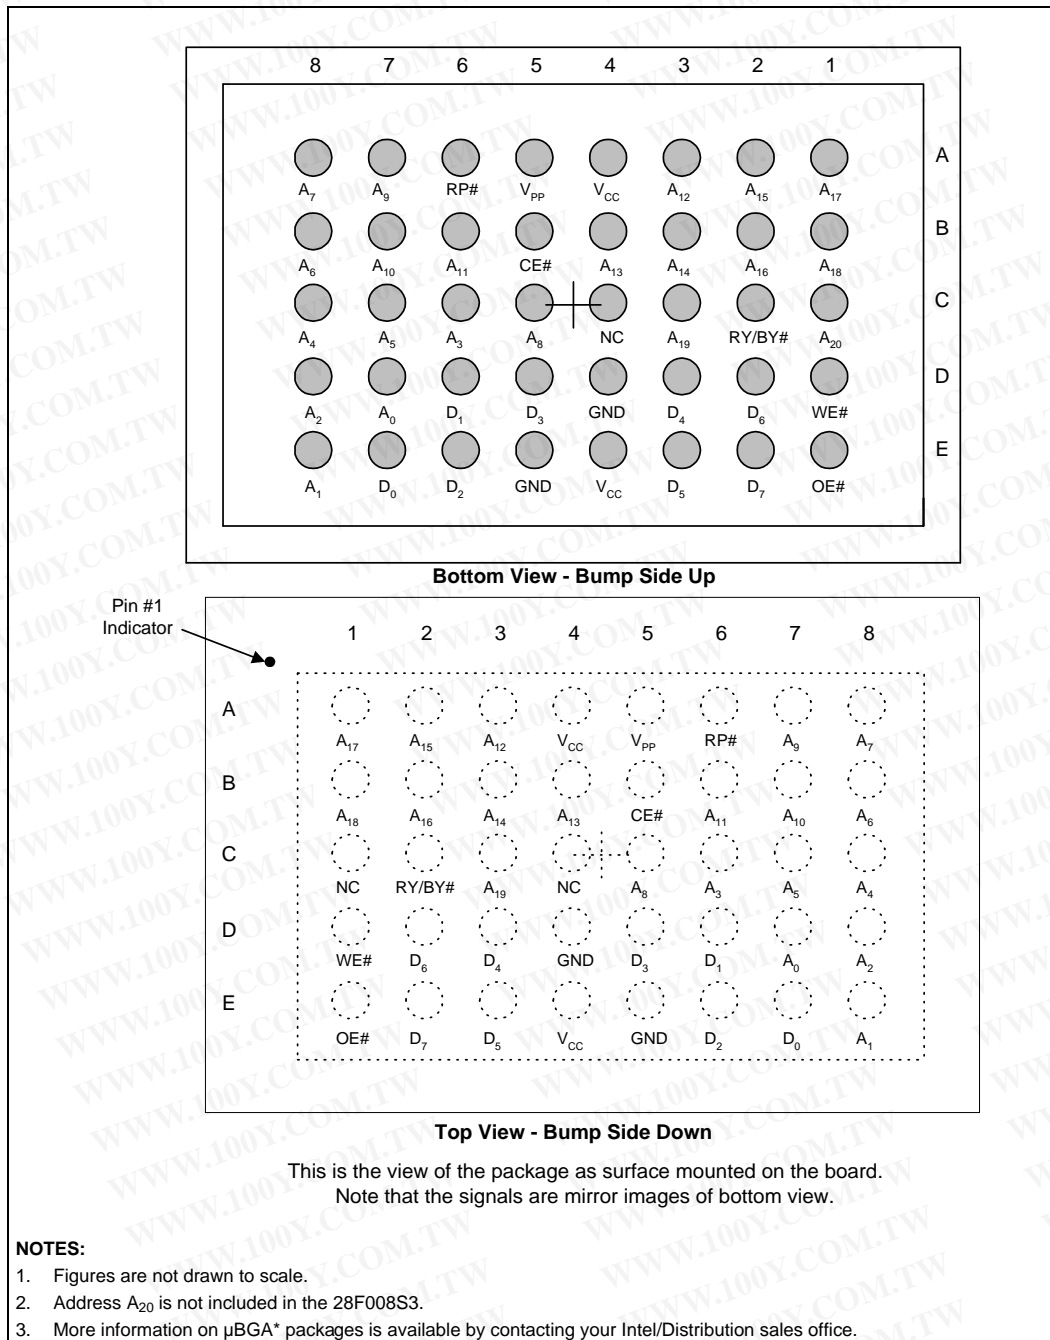 8 7 6 5 4 3 2 1
A
A7 A9 RP# VPP VCC A12 A15 A17
B
A6 A10 A11 CE# A13 A14 A16 A18
C
A4 A5 A3 A8 NC A19 RY/BY# A20
D
A2 A0 D1 D3 GND D4 D6 WE#
E
A1 D0 D2 GND VCC D5 D7 OE#
Bottom View - Bump Side Up
Pin #1
Indicator
1 2 3 4 5 6 7 8
A
A17 A15 A12 VCC VPP RP# A9 A7
B
A18 A16 A14 A13 CE# A11 A10 A6
C
NC RY/BY# A19 NC A8 A3 A5 A4
D
WE# D6 D4 GND D3 D1 A0 A2
E
OE# D7 D5 VCC GND D2 D0 A1
Top View - Bump Side Down
This is the view of the package as surface mounted on the board.
Note that the signals are mirror images of bottom view.
NOTES:
1. Figures are not drawn to scale.
2. Address A20 is not included in the 28F008S3.
3. More information on µBGA* packages is available by contacting your Intel/Distribution sales office.
WWW.100Y.COM.TW